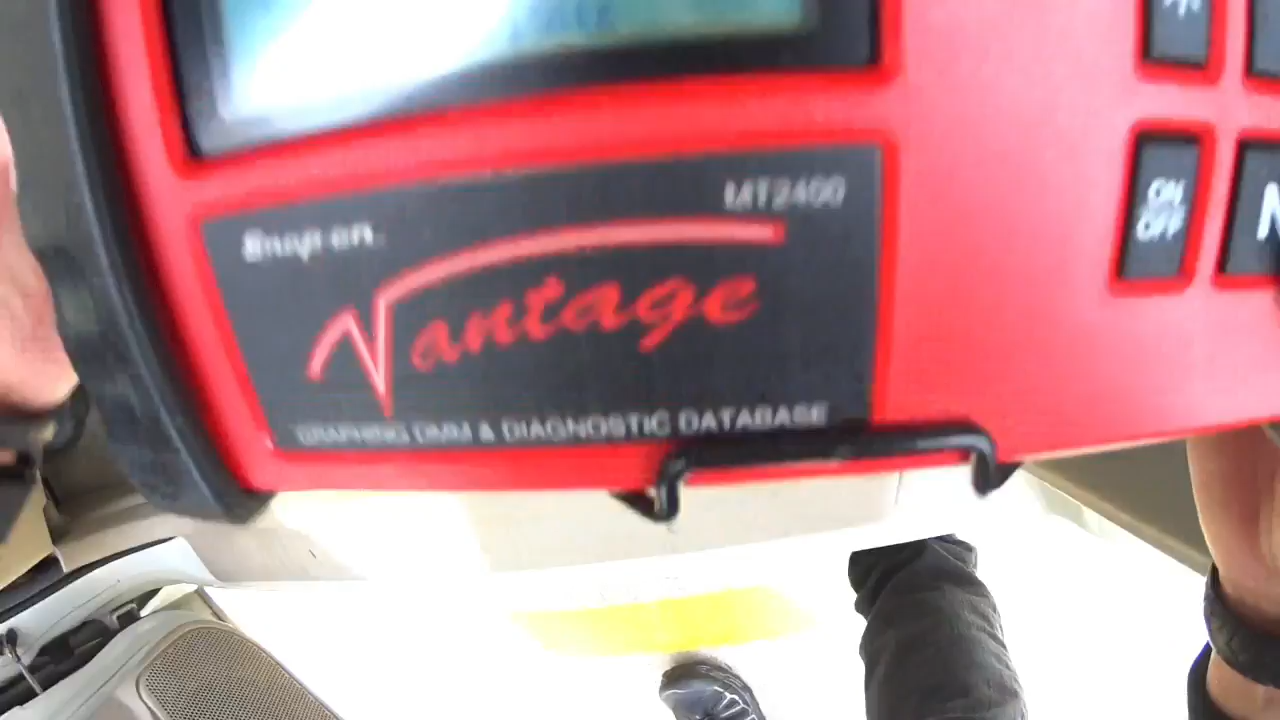 MT2400
Snap-on
Vantage
GRAPHING DMM & DIAGNOSTIC DATABASE
ON
OFF